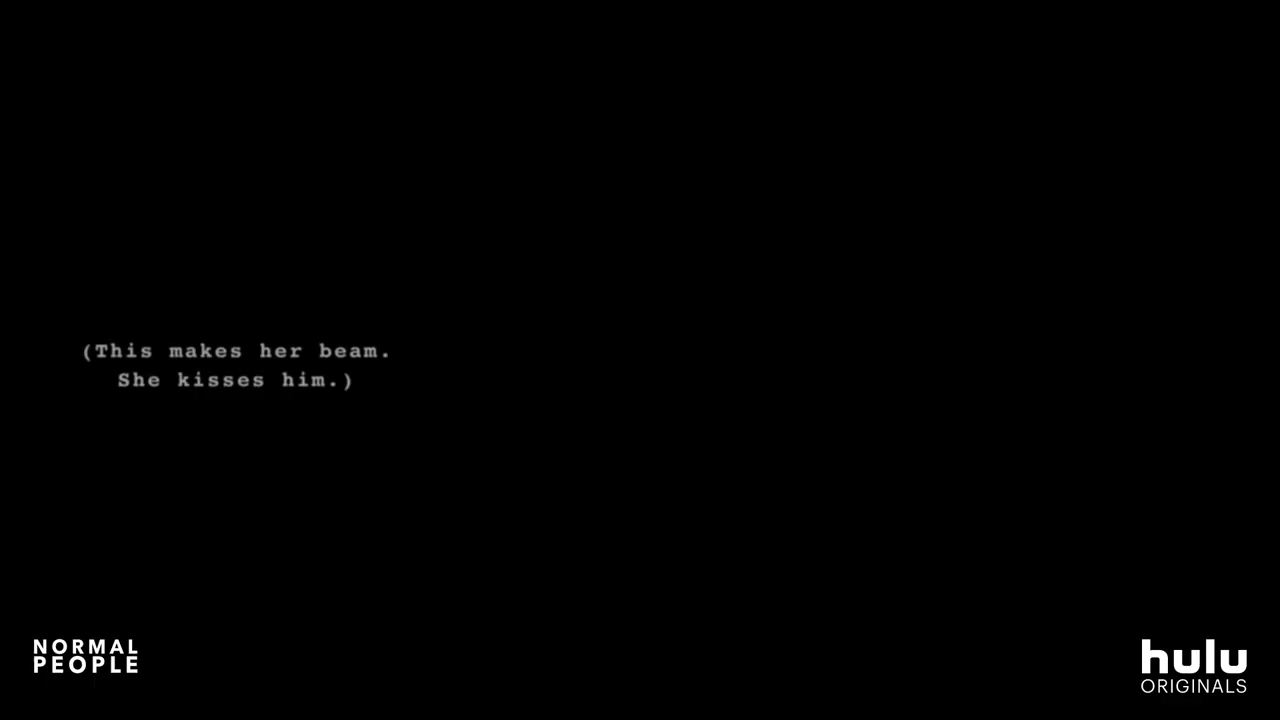 (This makes her beam.
She kisses him.)
NORMAL
PEOPLE
hulu
ORIGINALS